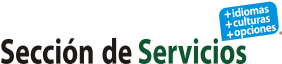 +idiomas
+culturas
+opciones
Sección de Servicios